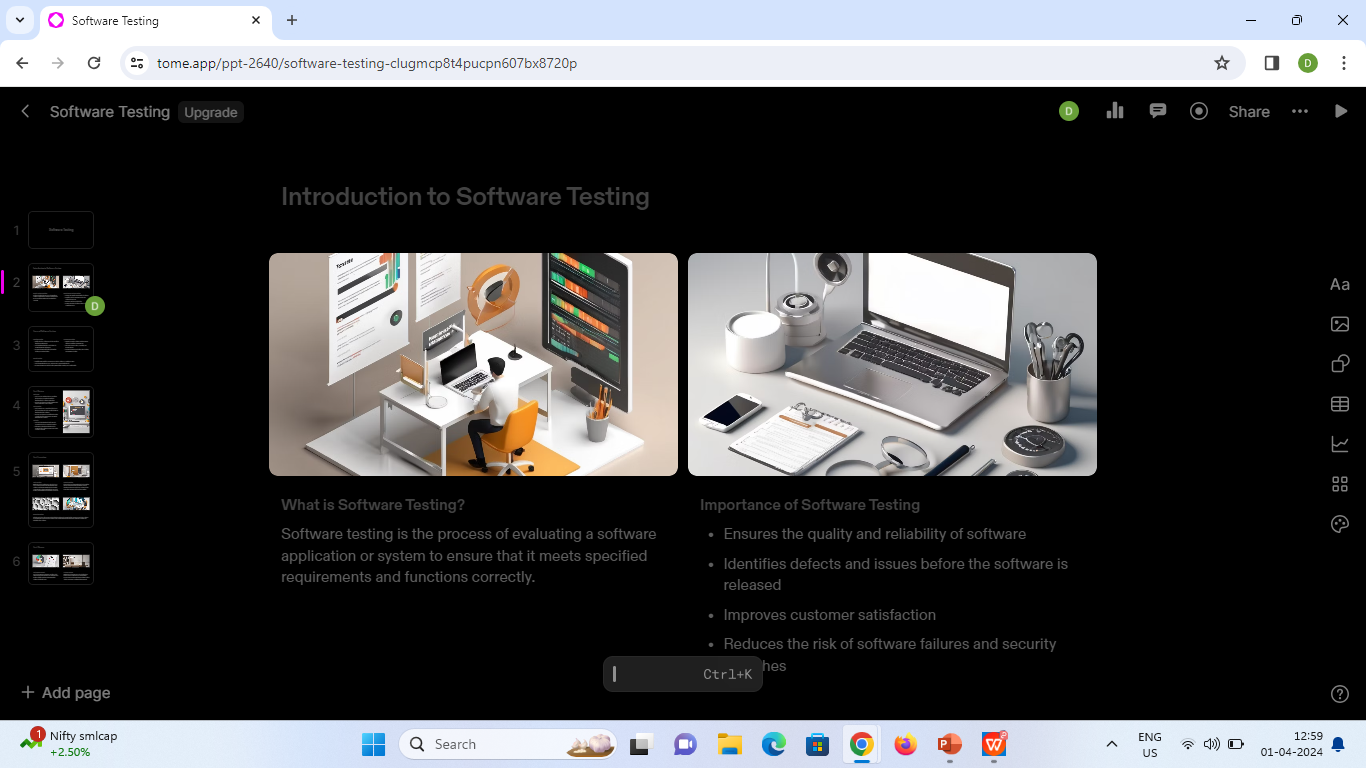 Software Testing
tome.app/ppt-2640/software-testing-clugmcp8t4pucpn607bx8720p
D
Software Testing
Upgrade
D
Share
Introduction to Software Testing
1
Software testing
2
D
3
4
5
6
Aa
What is Software Testing?
Software testing is the process of evaluating a software
application or system to ensure that it meets specified
requirements and functions correctly.
Importance of Software Testing
• Ensures the quality and reliability of software
• Identifies defects and issues before the software is
released
• Improves customer satisfaction
• Reduces the risk of software failures and security
hes
Ctrl+K
+ Add page
1
Nifty smlcap
+2.50%
Search
ENG
US
12:59
01-04-2024